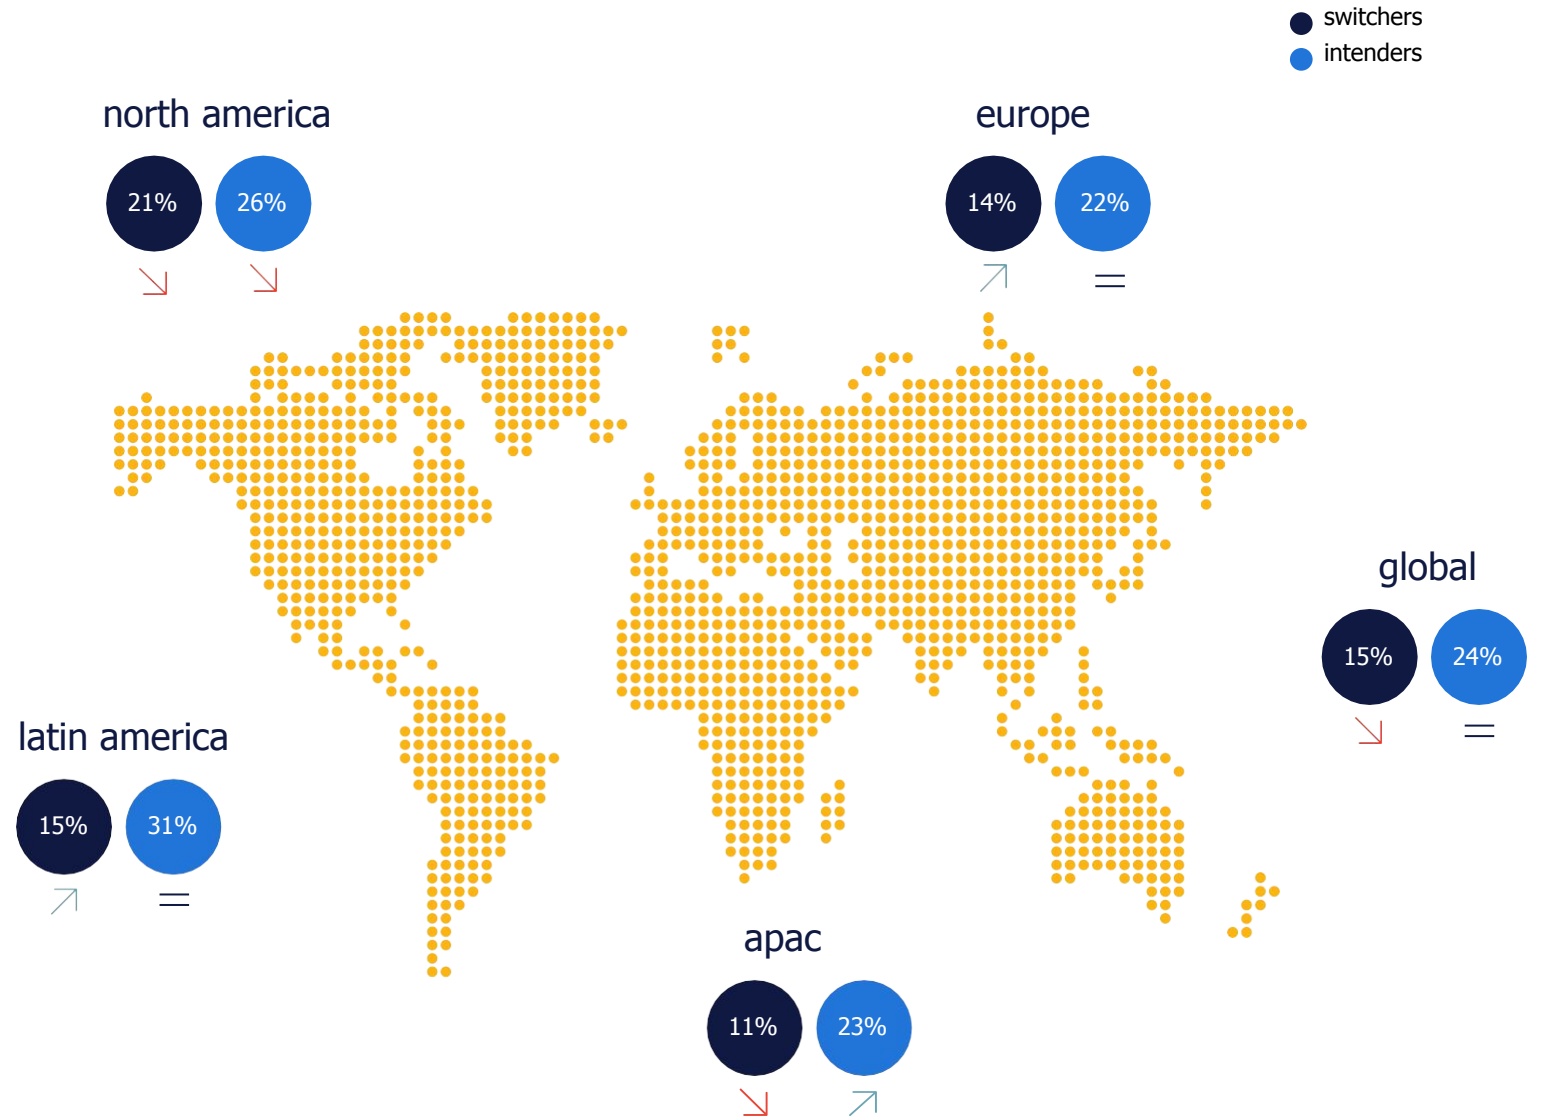 switchers
intenders
north america
21% 26%
europe
14% 22%
global
15% 24%
latin america
15% 31%
apac
11% 23%